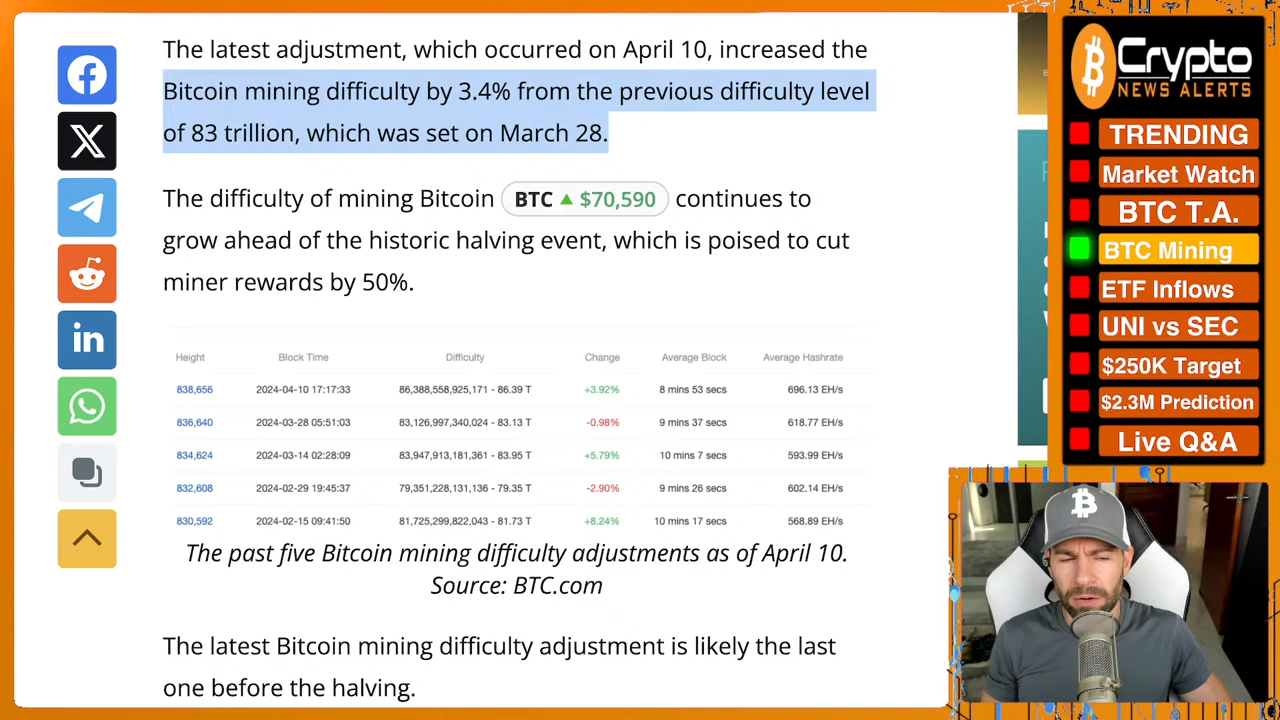 The latest adjustment, which occurred on April 10, increased the
Bitcoin mining difficulty by 3.4% from the previous difficulty level
of 83 trillion, which was set on March 28.
The difficulty of mining Bitcoin BTC ▲ $70,590 continues to
grow ahead of the historic halving event, which is poised to cut
miner rewards by 50%.
Height Block Time Difficulty Change Average Block Average Hashrate
838,656 2024-04-10 17:17:33 86,388,558,925,171 - 86.39 T +3.92% 8 mins 53 secs 696.13 EH/s
836,640 2024-03-28 05:51:03 83,126,997,340,024 - 83.13 T -0.98% 9 mins 37 secs 618.77 EH/s
834,624 2024-03-14 02:28:09 83,947,913,181,361 - 83.95 T +5.79% 10 mins 7 secs 593.99 EH/s
832,608 2024-02-29 19:45:37 79,351,228,131,136 - 79.35 T -2.90% 9 mins 26 secs 602.14 EH/s
830,592 2024-02-15 09:41:50 81,725,299,822,043 - 81.73 T +8.24% 10 mins 17 secs 568.89 EH/s
The past five Bitcoin mining difficulty adjustments as of April 10.
Source: BTC.com
The latest Bitcoin mining difficulty adjustment is likely the last
one before the halving.
Crypto
NEWS ALERTS
TRENDING
Market Watch
BTC T.A.
BTC Mining
ETF Inflows
UNI vs SEC
$250K Target
$2.3M Prediction
Live Q&A